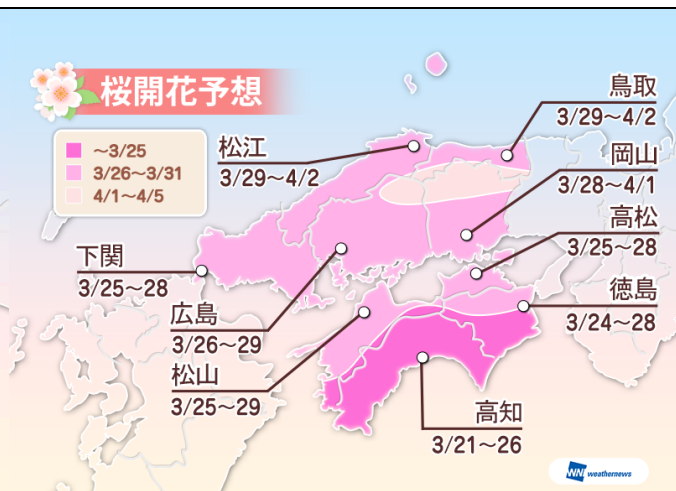 桜開花予想
～3/25
3/26～3/31
4/1～4/5
松江
3/29～4/2
鳥取
3/29～4/2
岡山
3/28～4/1
高松
3/25～28
徳島
3/24～28
下関
3/25～28
広島
3/26～29
松山
3/25～29
高知
3/21～26
WNI weathernews